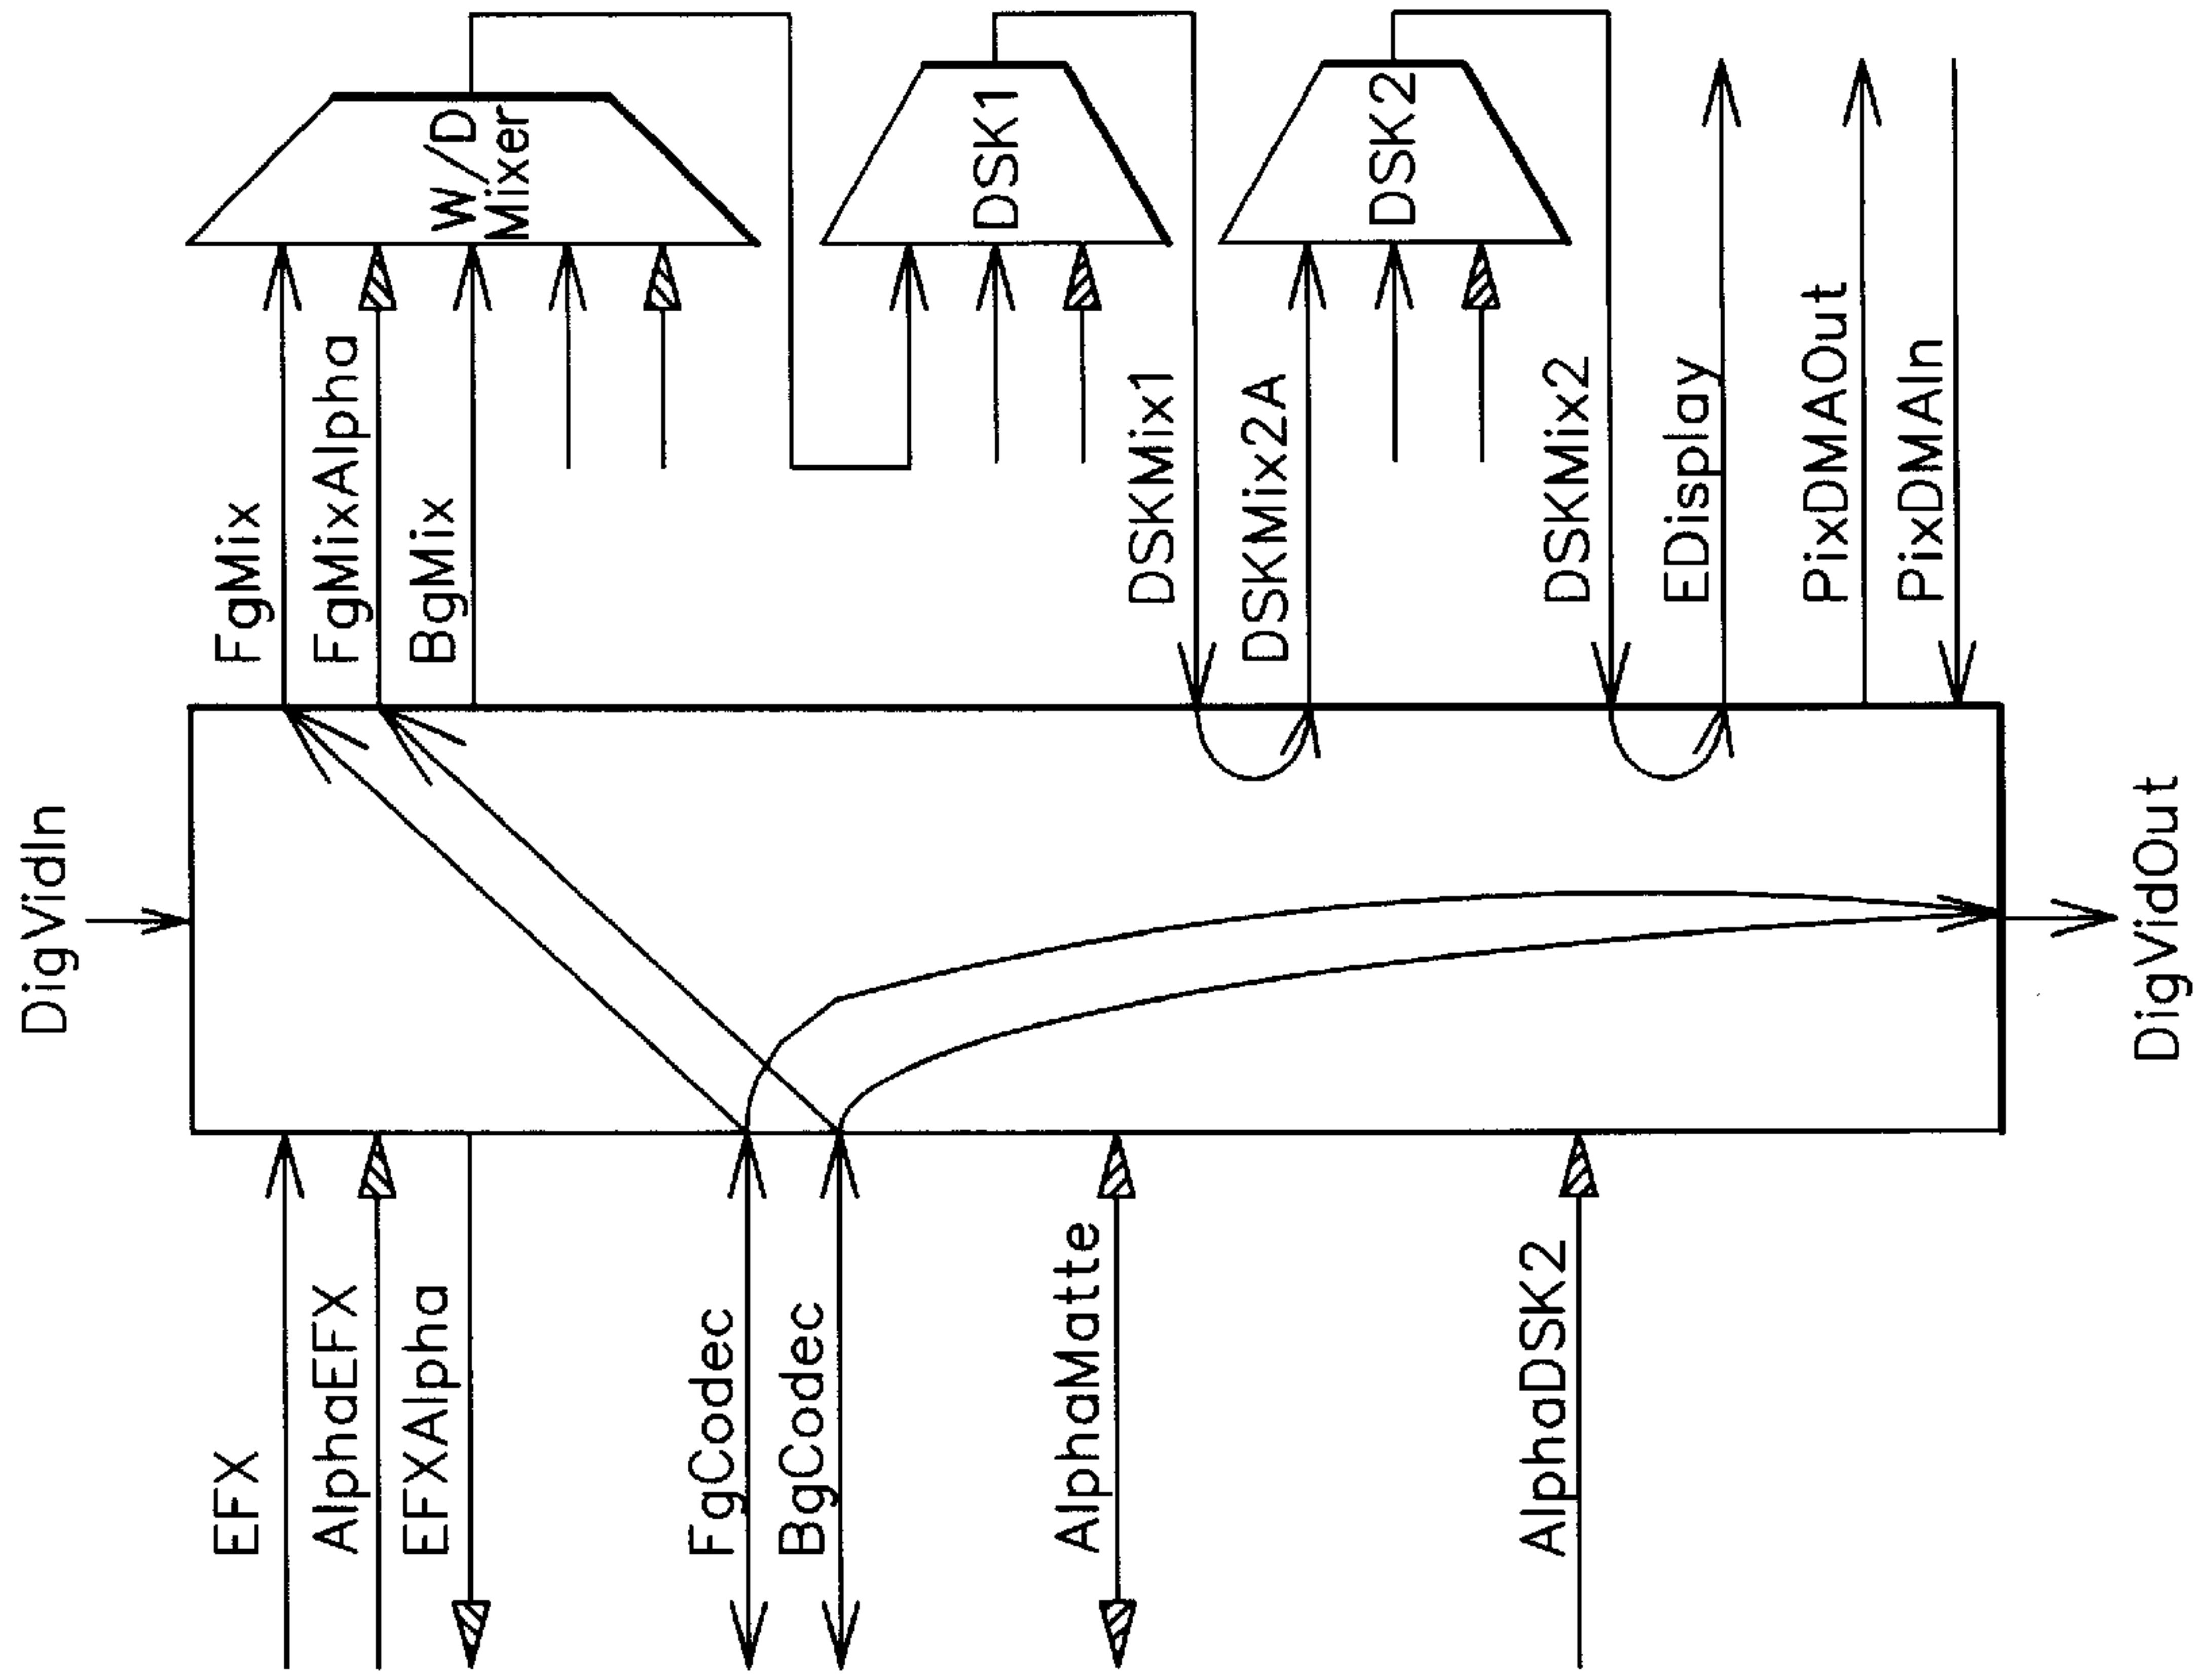 DigVidIn
EFX
AlphaEFX
EFXAlpha
FgCodec
BgCodec
AlphaMatte
AlphaDSK2
FgMix
FgMixAlpha
BgMix
W/D
Mixer
DSK1
DSKMix1
DSKMix2A
DSK2
DSKMix2
EDisplay
PixDMAOut
PixDMAIn
DigVidOut